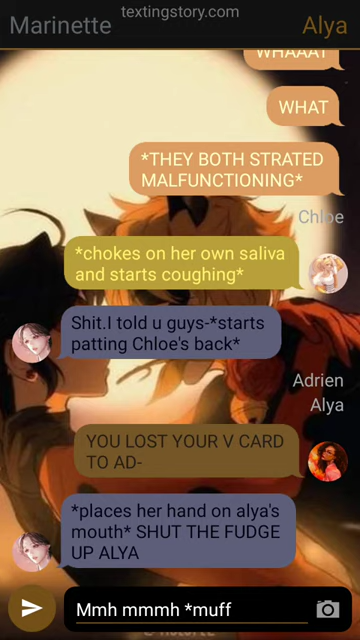 textingstory.com
Marinette
Alya
WHAAAT
WHAT
*THEY BOTH STRATED
MALFUNCTIONING*
Chloe
*chokes on her own saliva
and starts coughing*
Shit.I told u guys-*starts
patting Chloe's back*
Adrien
Alya
YOU LOST YOUR V CARD
TO AD-
*places her hand on alya's
mouth* SHUT THE FUDGE
UP ALYA
Mmh mmmh *muff